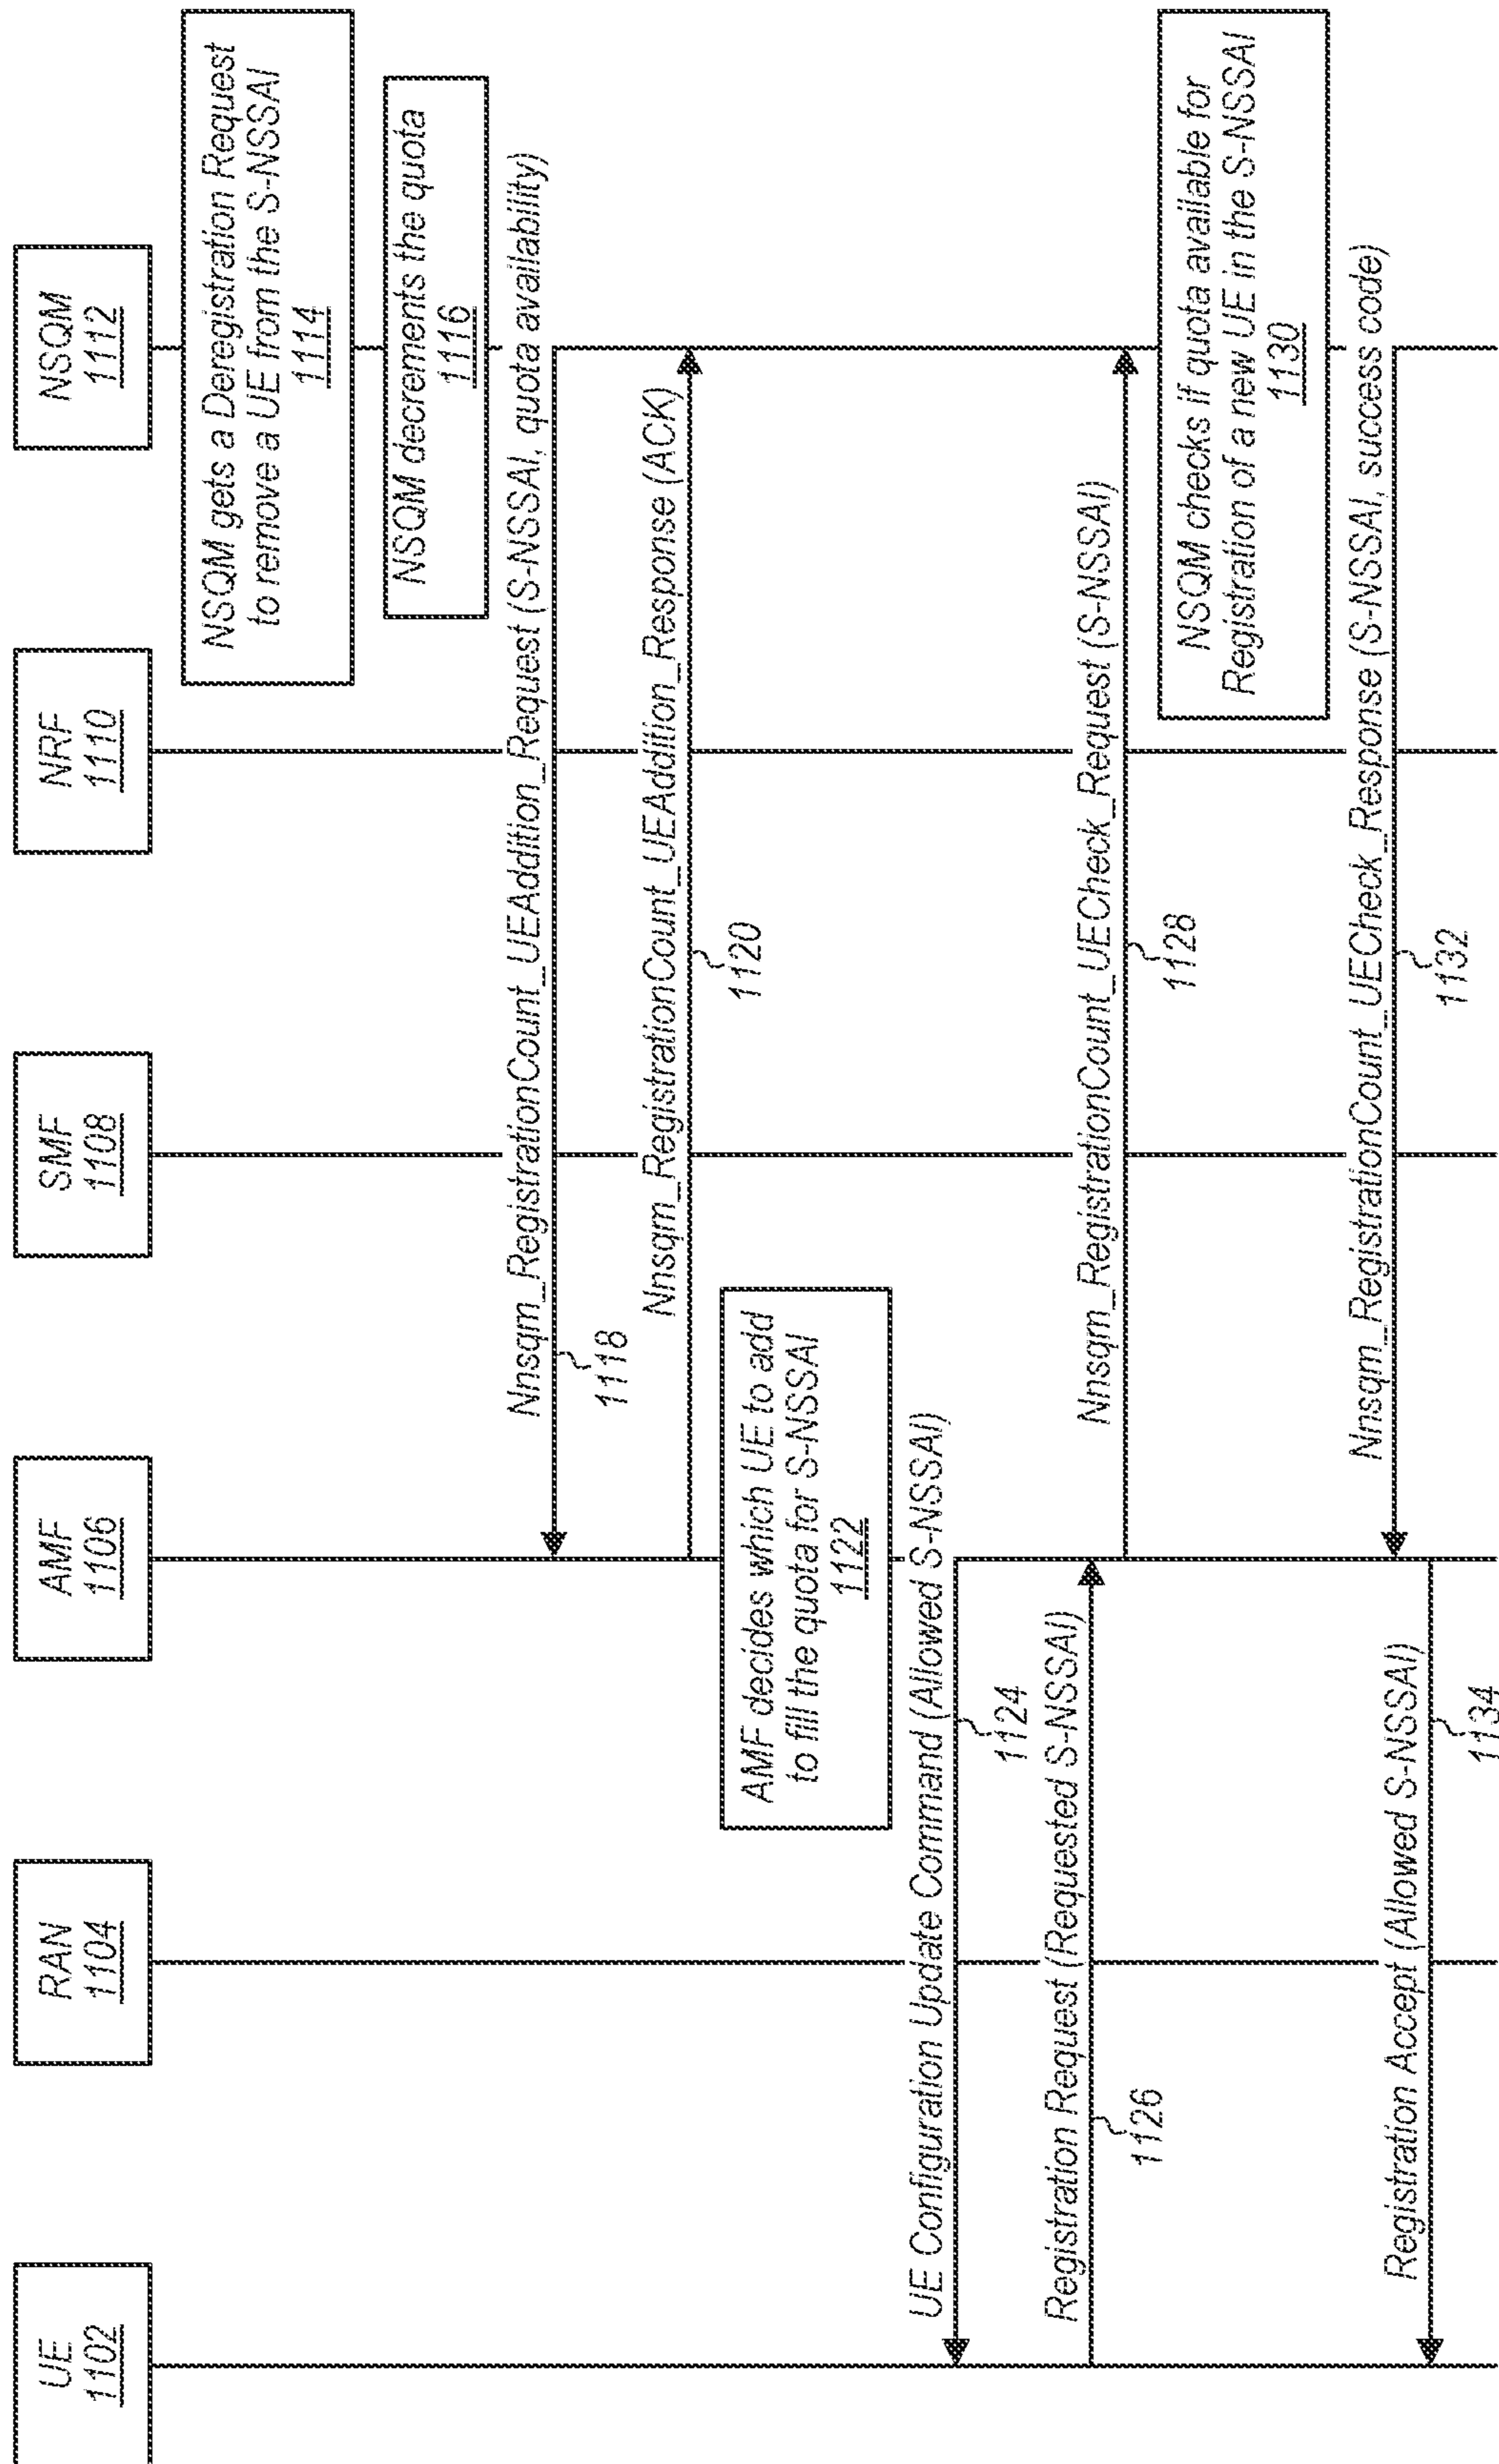 UE
1102
RAN
1104
AMF
1106
SMF
1108
NRF
1110
NSQM
1112
NSQM gets a Deregistration Request
to remove a UE from the S-NSSAI
1114
NSQM decrements the quota
1116
Nnsqm_RegistrationCount_UEAddition_Request (S-NSSAI, quota availability)
1118
Nnsqm_RegistrationCount_UEAddition_Response (ACK)
1120
AMF decides which UE to add
to fill the quota for S-NSSAI
1122
UE Configuration Update Command (Allowed S-NSSAI)
1124
Registration Request (Requested S-NSSAI)
1126
Nnsqm_RegistrationCount_UECheck_Request (S-NSSAI)
1128
NSQM checks if quota available for
Registration of a new UE in the S-NSSAI
1130
Nnsqm_RegistrationCount_UECheck_Response (S-NSSAI, success code)
1132
Registration Accept (Allowed S-NSSAI)
1134